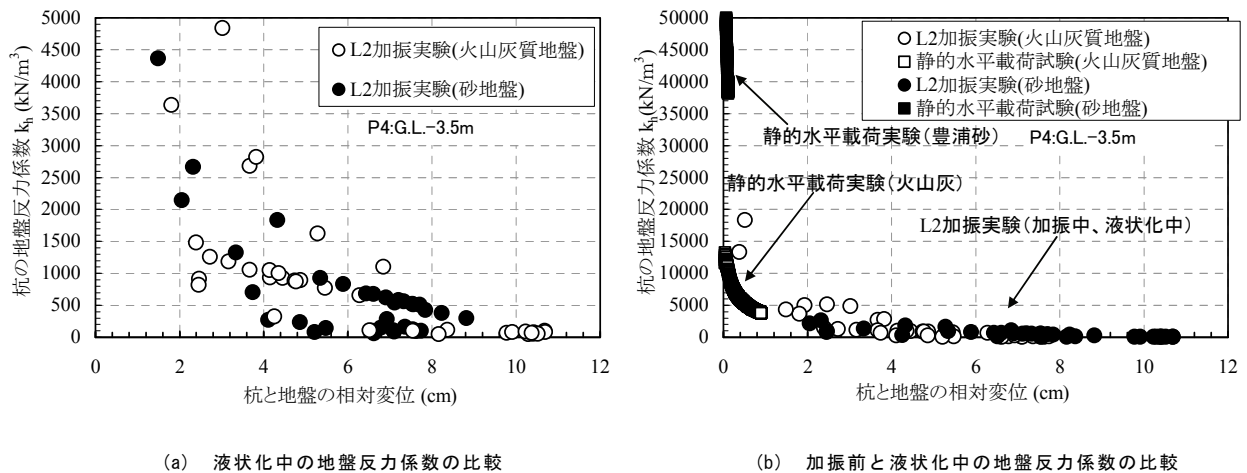 5000
4500
4000
3500
3000
2500
2000
1500
1000
500
0
杭の地盤反力係数 kh (kN/m³)
L2加振実験(火山灰質地盤)
L2加振実験(砂地盤)
P4:G.L.-3.5m
0 2 4 6 8 10 12
杭と地盤の相対変位 (cm)
(a) 液状化中の地盤反力係数の比較
50000
45000
40000
35000
30000
25000
20000
15000
10000
5000
0
杭の地盤反力係数 kh(kN/m³)
L2加振実験(火山灰質地盤)
静的水平載荷試験(火山灰質地盤)
L2加振実験(砂地盤)
静的水平載荷試験(砂地盤)
静的水平載荷実験(豊浦砂) P4:G.L.-3.5m
静的水平載荷実験(火山灰)
L2加振実験(加振中、液状化中)
0 2 4 6 8 10 12
杭と地盤の相対変位 (cm)
(b) 加振前と液状化中の地盤反力係数の比較